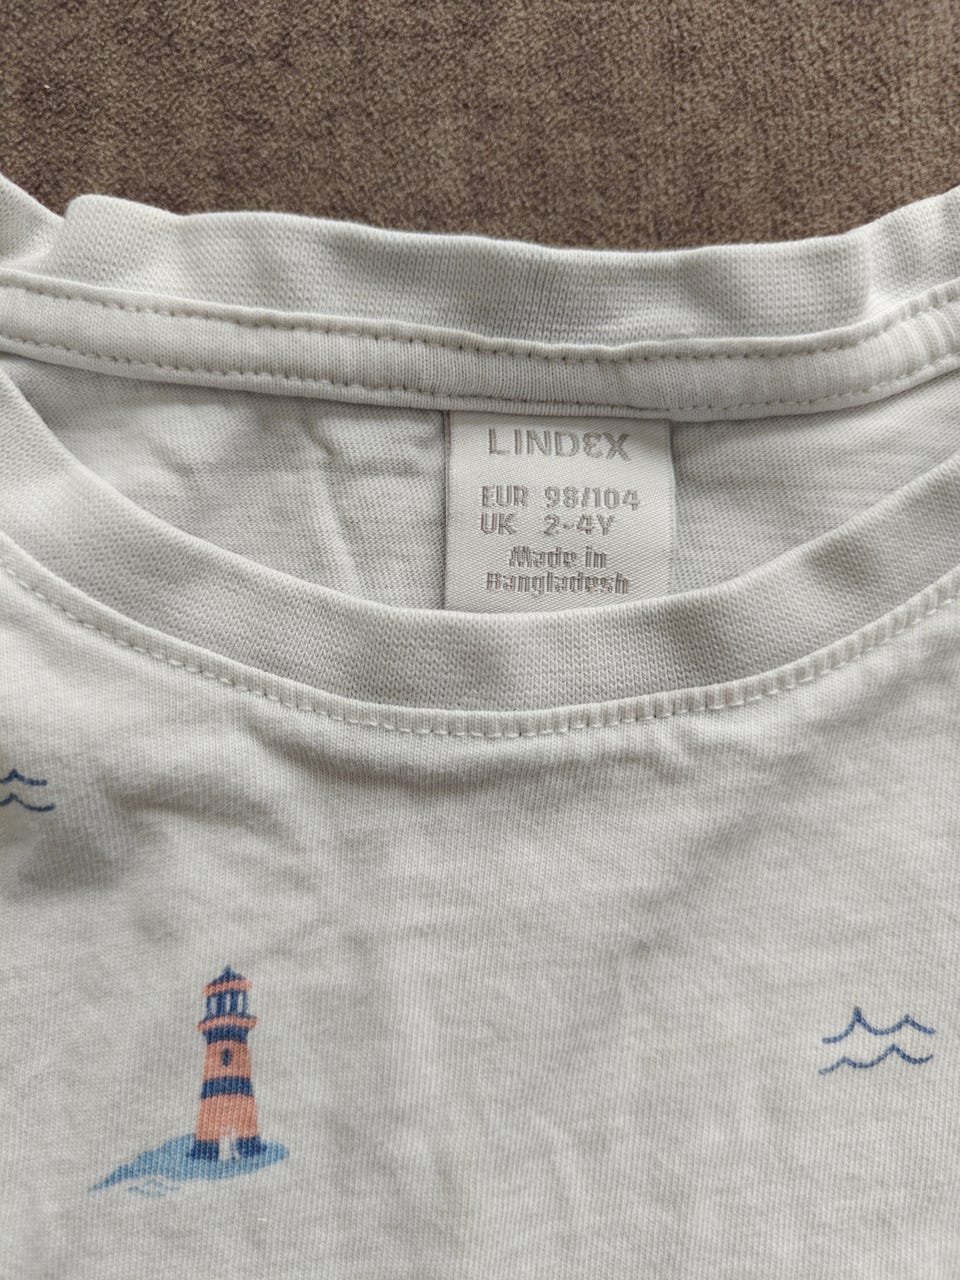 LINDEX
EUR 98/104
UK 2-4Y
Made in
Bangladesh